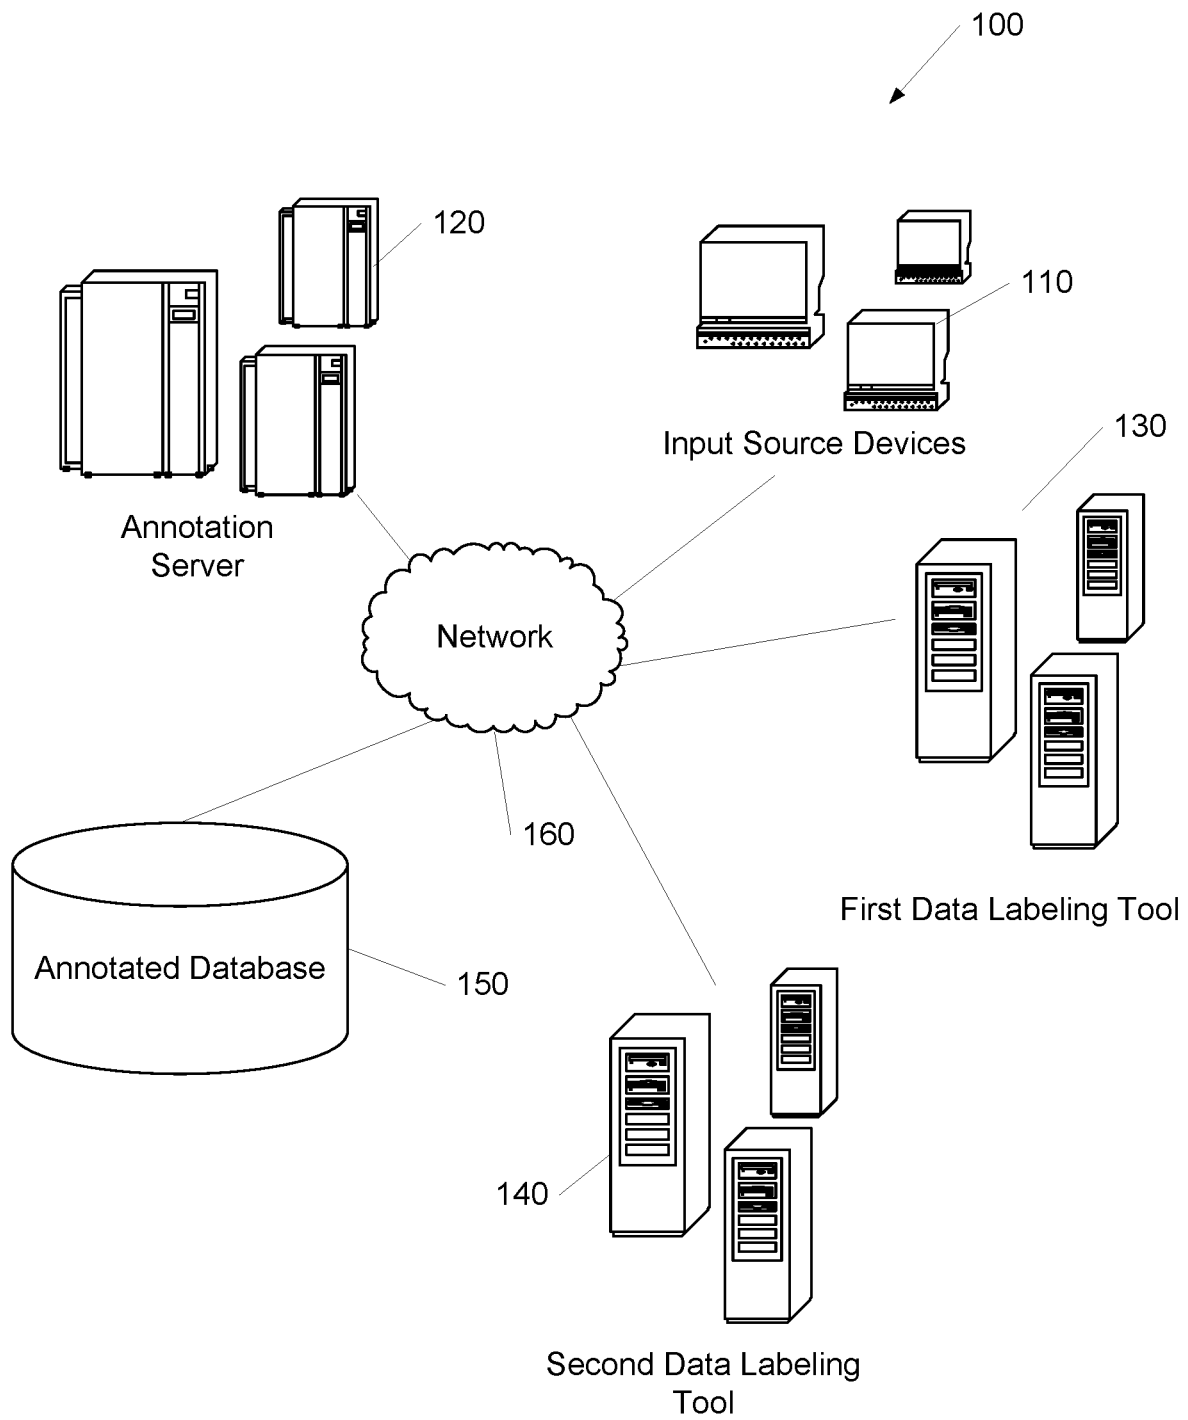 100
120
110
Input Source Devices
130
Annotation
Server
Network
160
First Data Labeling Tool
Annotated Database
150
140
Second Data Labeling
Tool